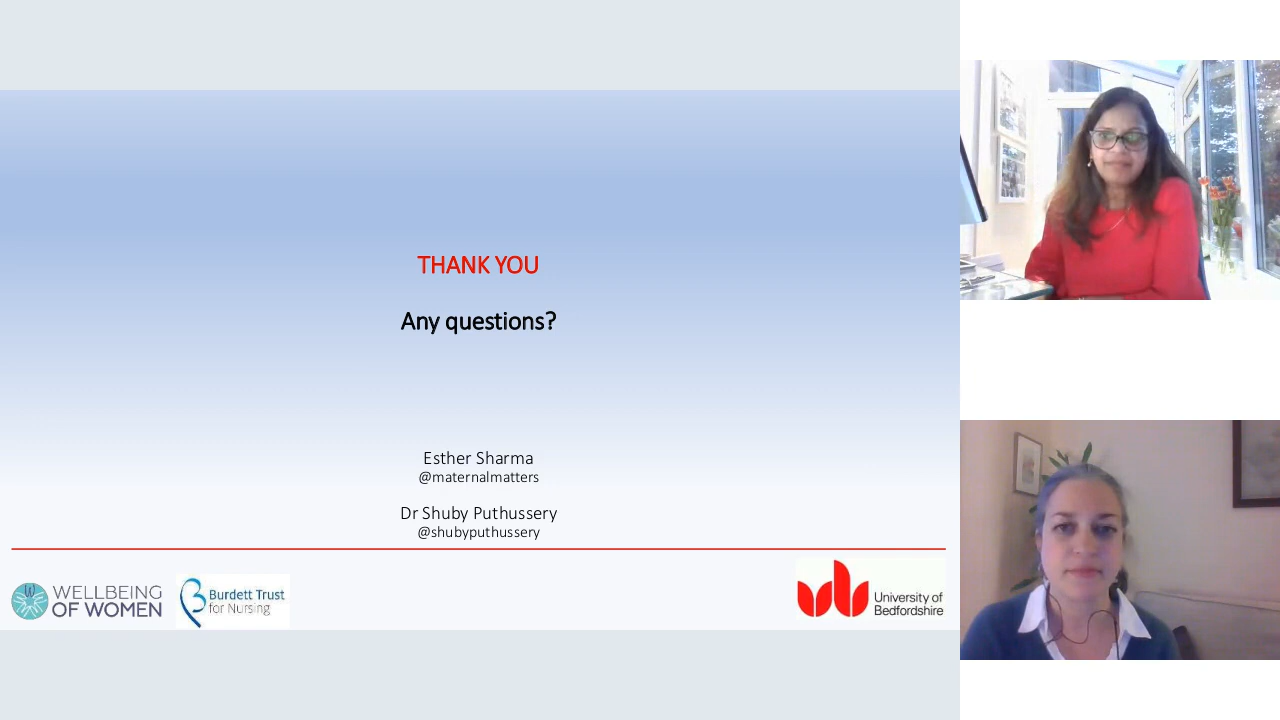 THANK YOU
Any questions?
Esther Sharma
@maternalmatters
Dr Shuby Puthussery
@shubyputhussery
WELLBEING
OF WOMEN
Burdett Trust
for Nursing
University of
Bedfordshire